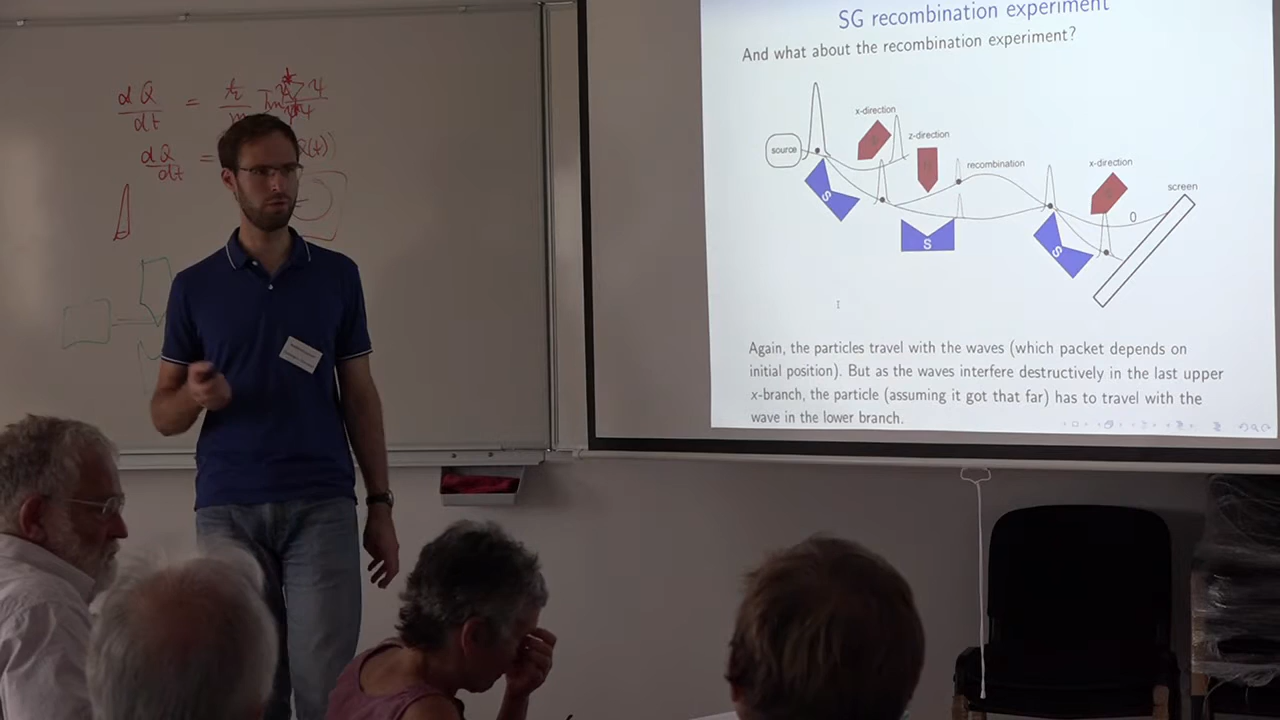 SG recombination experiment
And what about the recombination experiment?
x-direction
z-direction
source
recombination
x-direction
screen
0
S
S
S
Again, the particles travel with the waves (which packet depends on
initial position). But as the waves interfere destructively in the last upper
x-branch, the particle (assuming it got that far) has to travel with the
wave in the lower branch.
dQ
dt
=
ħ
m
Im
dQ
dt
=
Q(t))